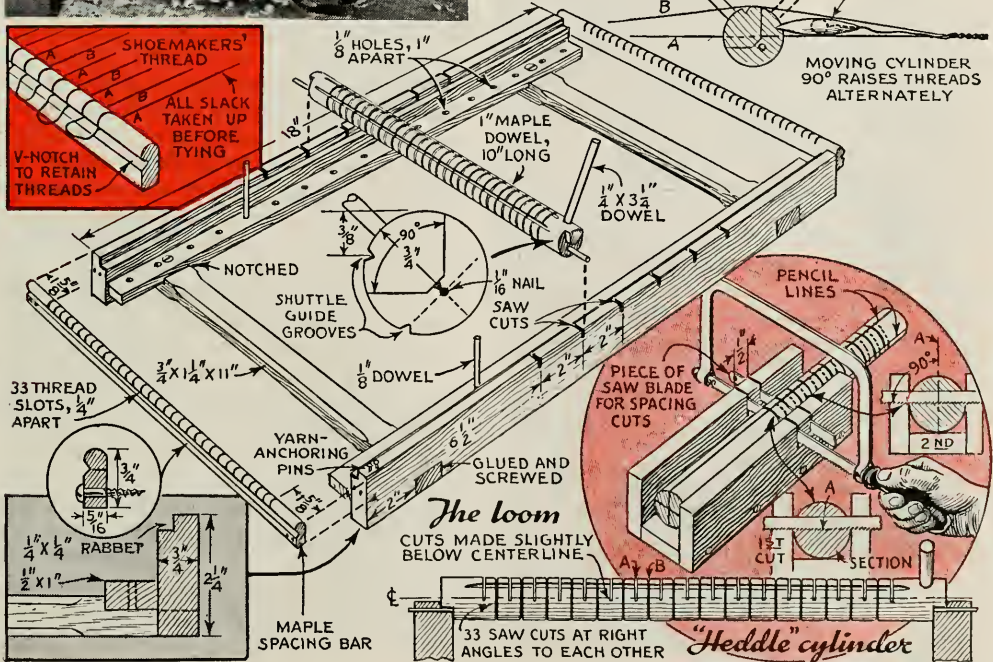 SHOEMAKERS'
THREAD
A
B
A
B
A
B
A
ALL SLACK
TAKEN UP
BEFORE
TYING
V-NOTCH
TO RETAIN
THREADS
1/8" HOLES, 1"
APART
18"
B
A
MOVING CYLINDER
90° RAISES THREADS
ALTERNATELY
1" MAPLE
DOWEL,
10" LONG
1/4" X 3 1/4"
DOWEL
NOTCHED
3/8"
90°
3/4"
1/16" NAIL
SHUTTLE
GUIDE
GROOVES
SAW
CUTS
2"
2"
6 1/2"
2"
5/8"
3/4" X 1 1/4" X 11"
1/8" DOWEL
33 THREAD
SLOTS, 1/4"
APART
YARN-
ANCHORING
PINS
GLUED AND
SCREWED
3/4"
5/16"
RABBET
1/4" X 1/4"
1/2" X 1"
3/4"
2 1/4"
MAPLE
SPACING BAR
The loom
PENCIL
LINES
1/2"
PIECE OF
SAW BLADE
FOR SPACING
CUTS
A
90°
2ND
A
1ST
CUT
SECTION
CUTS MADE SLIGHTLY
BELOW CENTERLINE
A
B
33 SAW CUTS AT RIGHT
ANGLES TO EACH OTHER
"Heddle" cylinder